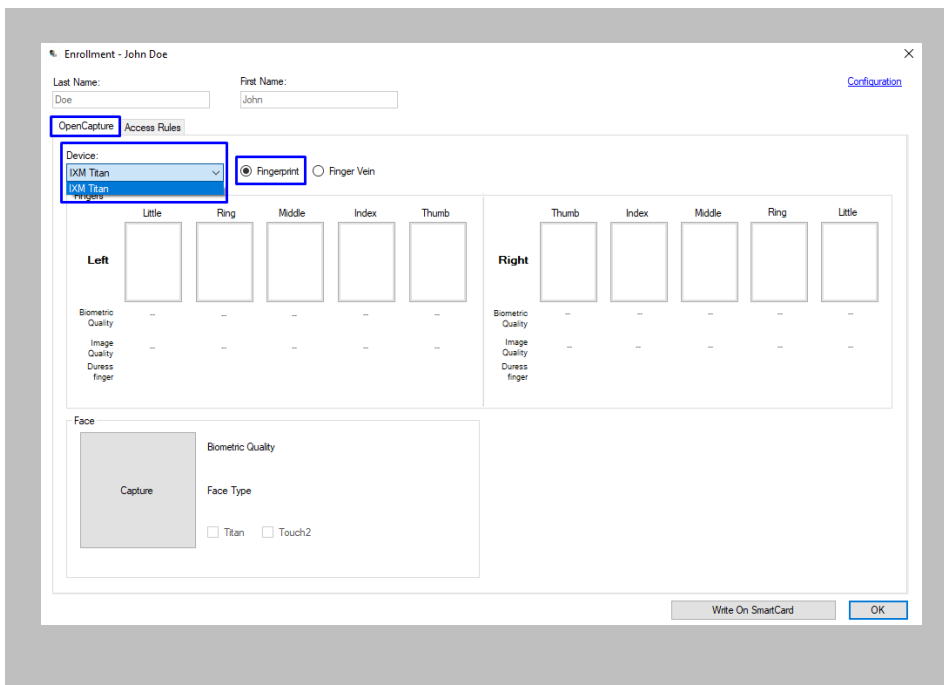 Enrollment - John Doe
Last Name: First Name: Configuration
Doe John
OpenCapture Access Rules
Device:
IXM Titan Fingerprint Finger Vein
IXM Titan
Fingers
Little Ring Middle Index Thumb Thumb Index Middle Ring Little
Left Right
Biometric Quality -- -- -- -- -- Biometric Quality -- -- -- -- --
Image Quality -- -- -- -- -- Image Quality -- -- -- -- --
Duress finger Duress finger
Face
Biometric Quality
Capture Face Type
Titan Touch2
Write On SmartCard OK